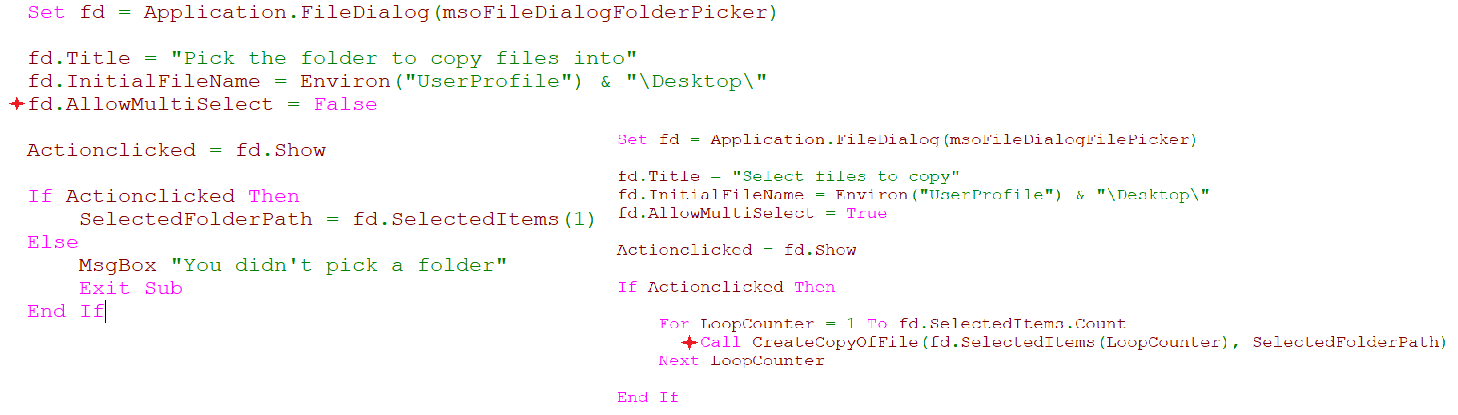 Set fd = Application.FileDialog(msoFileDialogFolderPicker)
fd.Title = "Pick the folder to copy files into"
fd.InitialFileName = Environ("UserProfile") & "\Desktop\"
fd.AllowMultiSelect = False
Actionclicked = fd.Show
If Actionclicked Then
SelectedFolderPath = fd.SelectedItems(1)
Else
MsgBox "You didn't pick a folder"
Exit Sub
End If
Set fd = Application.FileDialog(msoFileDialogFilePicker)
fd.Title = "Select files to copy"
fd.InitialFileName = Environ("UserProfile") & "\Desktop\"
fd.AllowMultiSelect = True
Actionclicked = fd.Show
If Actionclicked Then
For LoopCounter = 1 To fd.SelectedItems.Count
Call CreateCopyOfFile(fd.SelectedItems(LoopCounter), SelectedFolderPath)
Next LoopCounter
End If